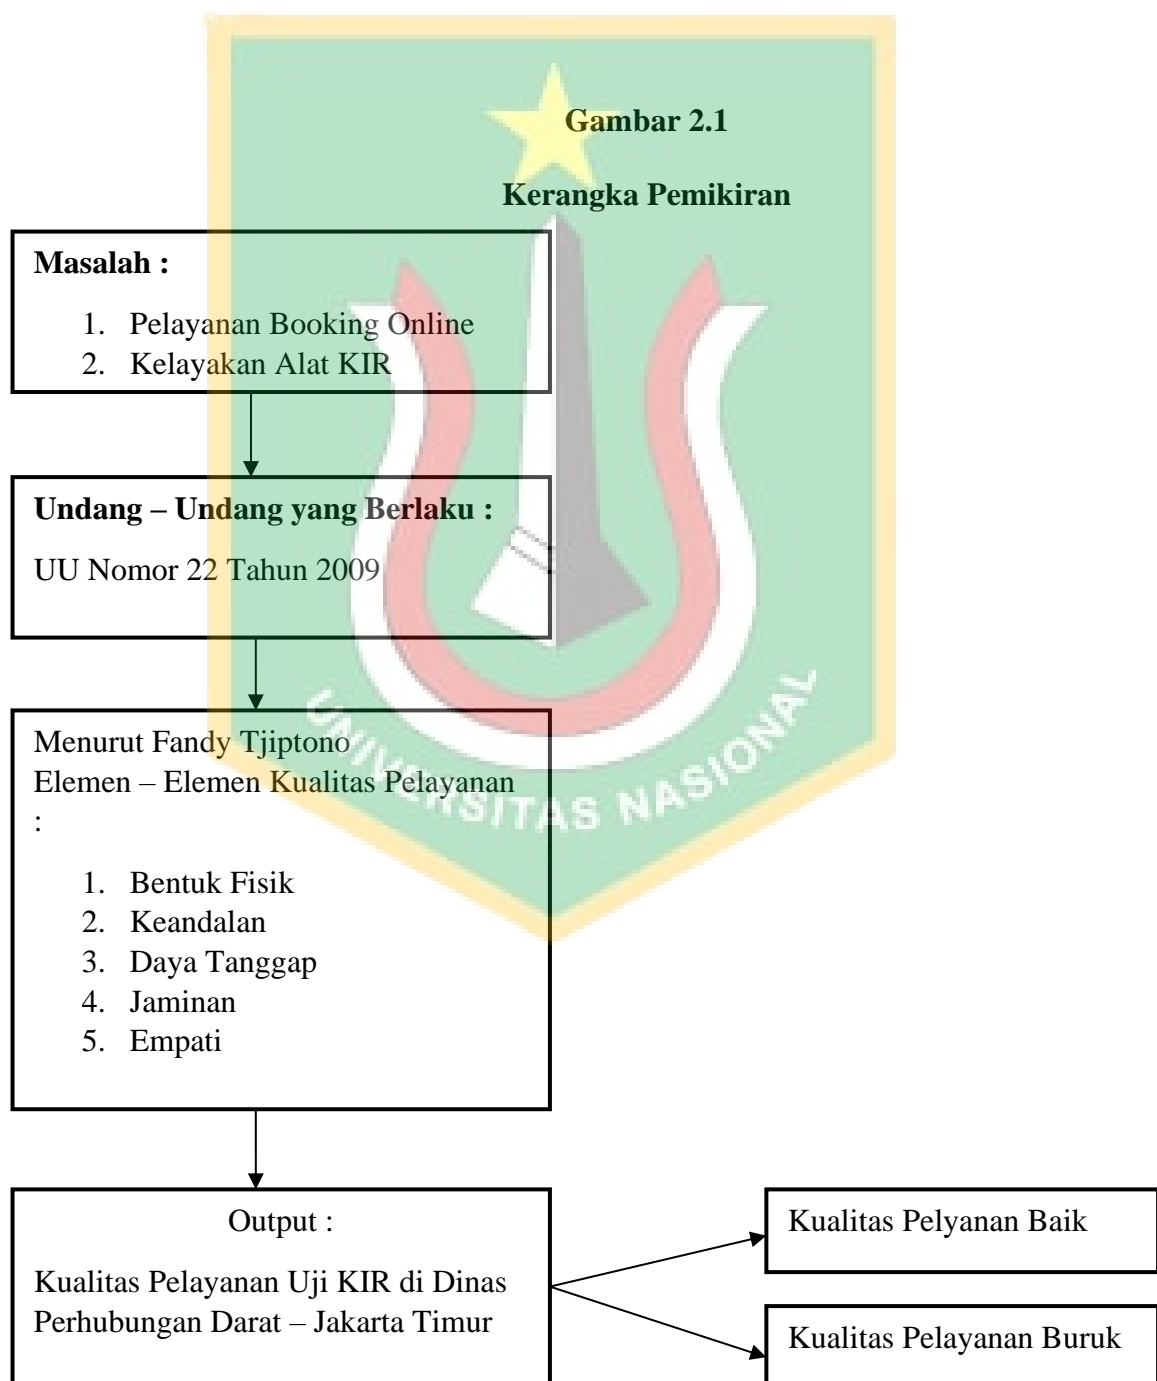 Gambar 2.1
Kerangka Pemikiran
Masalah :
1. Pelayanan Booking Online
2. Kelayakan Alat KIR
Undang – Undang yang Berlaku :
UU Nomor 22 Tahun 2009
Menurut Fandy Tjiptono
Elemen – Elemen Kualitas Pelayanan
:
1. Bentuk Fisik
2. Keandalan
3. Daya Tanggap
4. Jaminan
5. Empati
UNIVERSITAS NASIONAL
Output :
Kualitas Pelayanan Uji KIR di Dinas
Perhubungan Darat – Jakarta Timur
Kualitas Pelyanan Baik
Kualitas Pelayanan Buruk